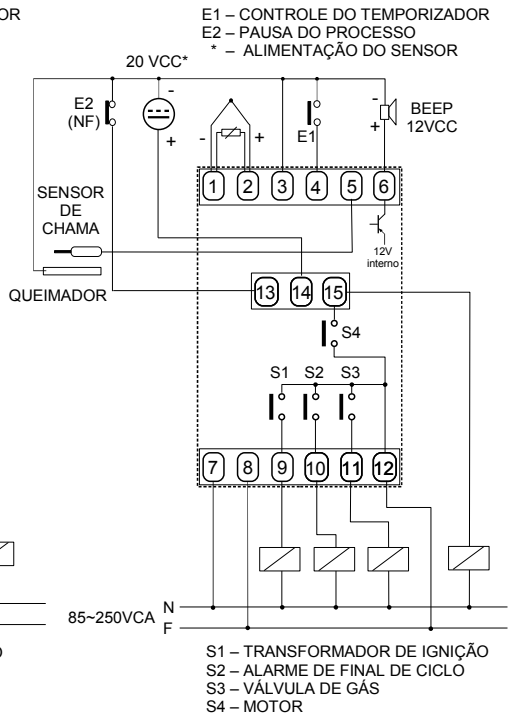 OR
E1 – CONTROLE DO TEMPORIZADOR
E2 – PAUSA DO PROCESSO
* – ALIMENTAÇÃO DO SENSOR
20 VCC*
E2
(NF)
-
+
- +
E1
-
+
BEEP
12VCC
1 2 3 4 5 6
SENSOR
DE
CHAMA
12V
interno
QUEIMADOR
13 14 15
S4
S1 S2 S3
7 8 9 10 11 12
85~250VCA
N
F
O
S1 – TRANSFORMADOR DE IGNIÇÃO
S2 – ALARME DE FINAL DE CICLO
S3 – VÁLVULA DE GÁS
S4 – MOTOR